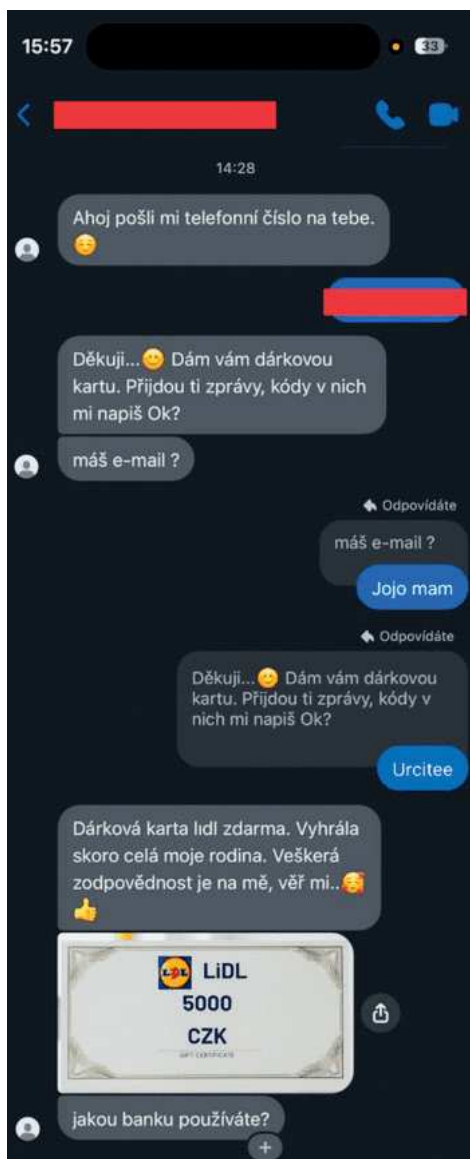 15:57
33
14:28
Ahoj pošli mi telefonní číslo na tebe.
Děkuji... Dám vám dárkovou
kartu. Přijdou ti zprávy, kódy v nich
mi napiš Ok?
máš e-mail ?
Odpovídáte
máš e-mail ?
Jojo mam
Odpovídáte
Děkuji... Dám vám dárkovou
kartu. Přijdou ti zprávy, kódy v
nich mi napiš Ok?
Urcitee
Dárková karta lidl zdarma. Vyhrála
skoro celá moje rodina. Veškerá
zodpovědnost je na mě, věř mi..
LiDL
5000
CZK
GIFT CERTIFICATE
jakou banku používáte?